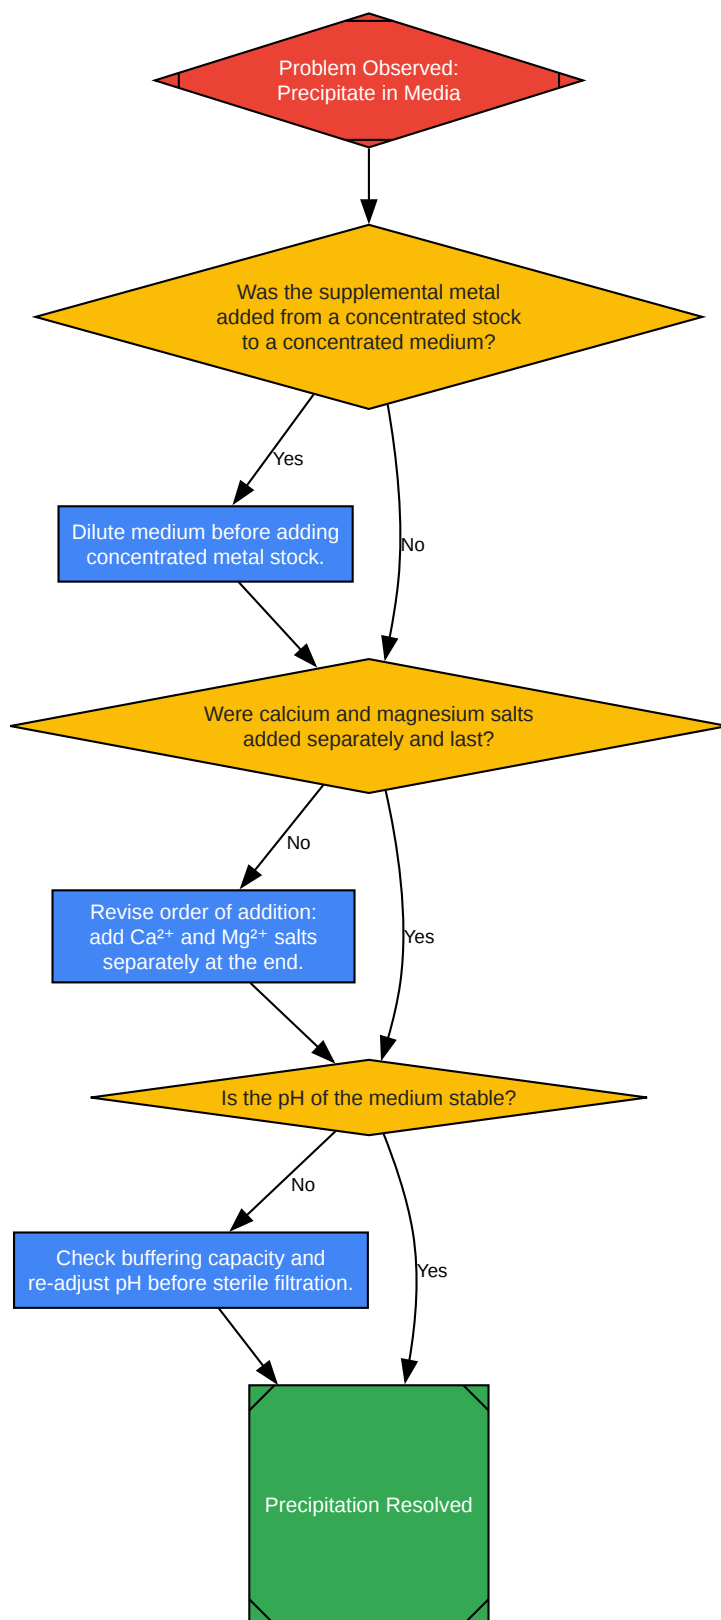 Problem Observed:
Precipitate in Media
Was the supplemental metal
added from a concentrated stock
to a concentrated medium?
Yes
Dilute medium before adding
concentrated metal stock.
No
Were calcium and magnesium salts
added separately and last?
No
Revise order of addition:
add Ca²⁺ and Mg²⁺ salts
separately at the end.
Yes
Is the pH of the medium stable?
No
Check buffering capacity and
re-adjust pH before sterile filtration.
Yes
Precipitation Resolved